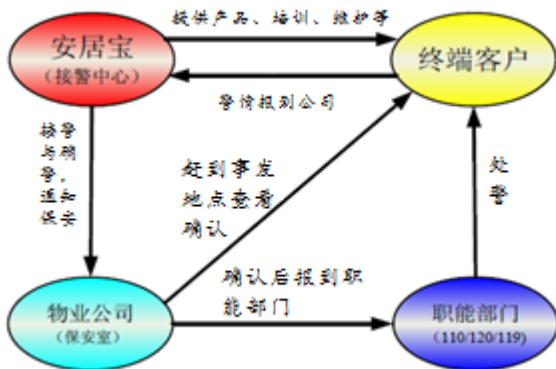 提供产品、培训、维护等
安居宝
（接警中心）
终端客户
警情报到公司
接警
与确
警，
通知
保安
赶到事发
地点查看
确认
处
警
确认后报到职
能部门
物业公司
（保安室）
职能部门
（110/120/119)